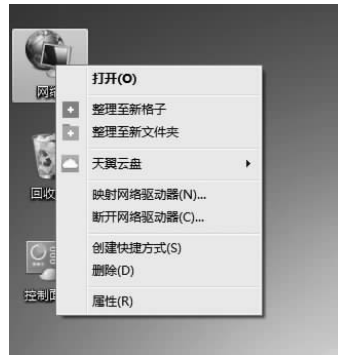 网
打开(O)
整理至新格子
整理至新文件夹
天翼云盘
回收
映射网络驱动器(N)...
断开网络驱动器(C)...
创建快捷方式(S)
删除(D)
控制面
属性(R)